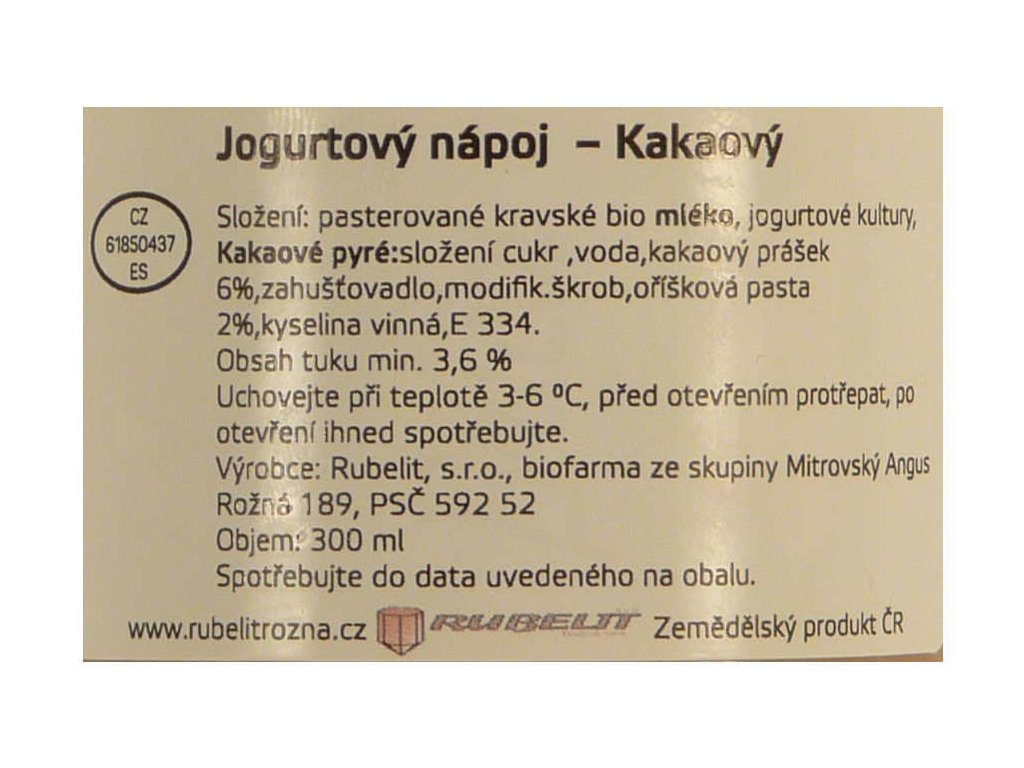 Jogurtový nápoj – Kakaový
CZ
61850437
ES
Složení: pasterované kravské bio mléko, jogurtové kultury,
Kakaové pyré:složení cukr ,voda,kakaový prášek
6%,zahušťovadlo,modifik.škrob,oříšková pasta
2%,kyselina vinná,E 334.
Obsah tuku min. 3,6 %
Uchovejte při teplotě 3-6 ºC, před otevřením protřepat, po
otevření ihned spotřebujte.
Výrobce: Rubelit, s.r.o., biofarma ze skupiny Mitrovský Angus
Rožná 189, PSČ 592 52
Objem: 300 ml
Spotřebujte do data uvedeného na obalu.
www.rubelitrozna.cz RUBELIT Zemědělský produkt ČR